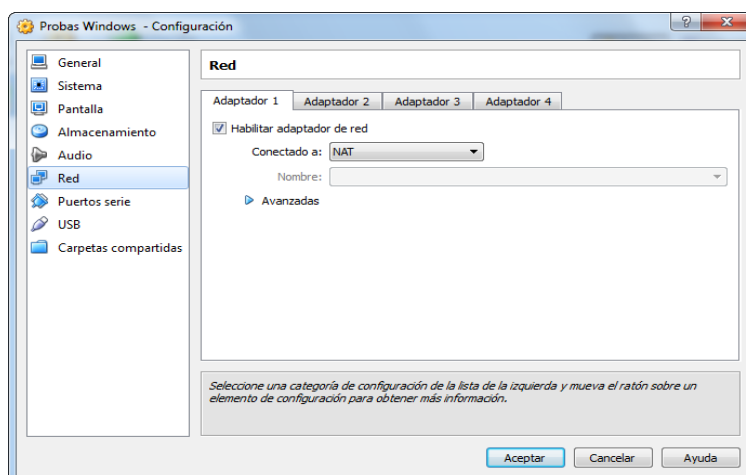 Probas Windows - Configuración
General
Sistema
Pantalla
Almacenamiento
Audio
Red
Puertos serie
USB
Carpetas compartidas
Red
Adaptador 1 Adaptador 2 Adaptador 3 Adaptador 4
Habilitar adaptador de red
Conectado a: NAT
Nombre:
Avanzadas
Seleccione una categoría de configuración de la lista de la izquierda y mueva el ratón sobre un
elemento de configuración para obtener más información.
Aceptar Cancelar Ayuda